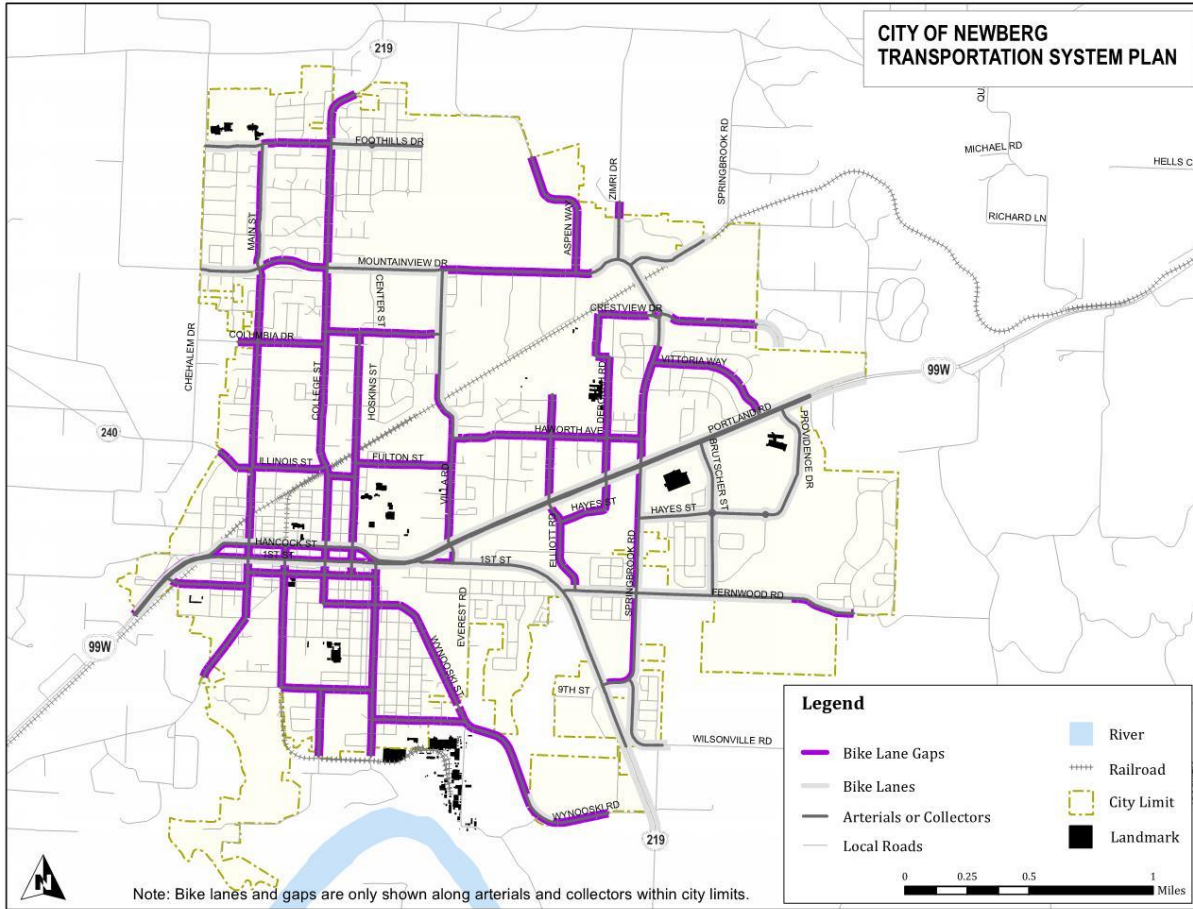 CITY OF NEWBERG
TRANSPORTATION SYSTEM PLAN
219
FOOTHILLS DR
MAIN ST
ZIMRI DR
SPRINGBROOK RD
QU
MICHAEL RD
HELLS C
RICHARD LN
ASPEN WAY
MOUNTAINVIEW DR
CENTER ST
CRESTVIEW DR
CHEHALEM DR
COLUMBIA DR
COLLEGE ST
HOSKINS ST
VITTORIA WAY
99W
PORTLAND RD
240
HAWORTH AVE
BRUTSCHER ST
PROVIDENCE DR
ILLINOIS ST
FULTON ST
VILLA RD
HAYES ST
HAYES ST
ELLIOTT RD
SPRINGBROOK RD
HANCOCK ST
1ST ST
1ST ST
FERNWOOD RD
EVEREST RD
99W
WYNOOSKI ST
9TH ST
WILSONVILLE RD
WYNOOSKI RD
219
Legend
Bike Lane Gaps
Bike Lanes
Arterials or Collectors
Local Roads
River
Railroad
City Limit
Landmark
0 0.25 0.5 1
Miles
N
Note: Bike lanes and gaps are only shown along arterials and collectors within city limits.